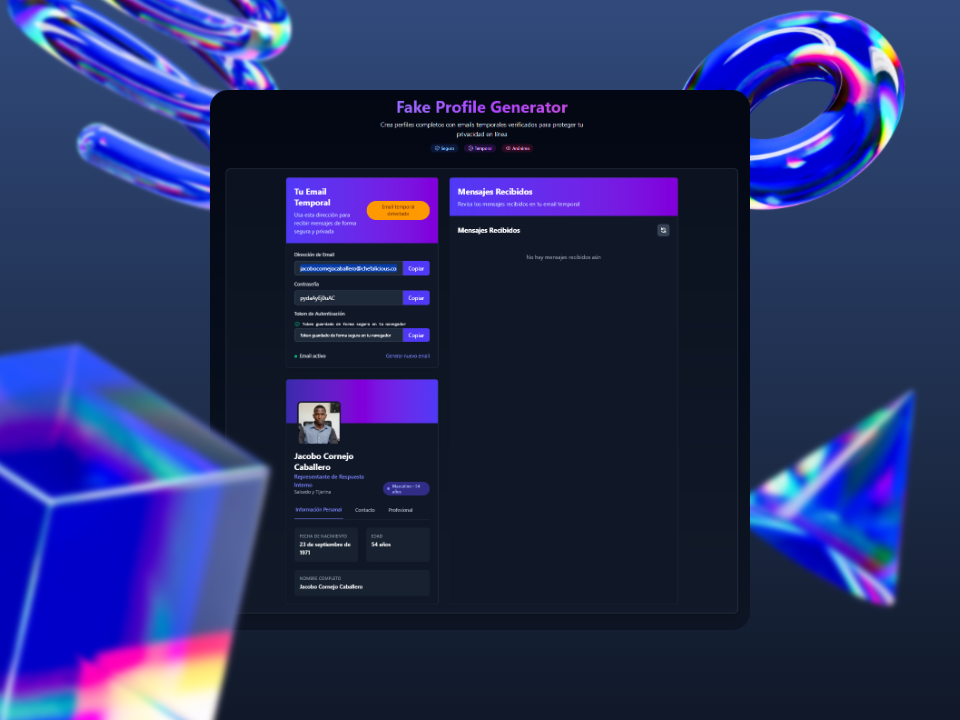 Fake Profile Generator
Crea perfiles completos con emails temporales verificados para proteger tu
privacidad en línea
Seguro
Temporal
Anónimo
Tu Email
Temporal
Usa esta dirección para
recibir mensajes de forma
segura y privada
Email temporal
Dirección de Email
jacobocornejocaballero@chefalicious.co
Copiar
Contraseña
Copiar
Token de Autenticación
Token guardado de forma segura en tu navegador
Token guardado de forma segura en tu navegador
Copiar
Email activo
Generar nuevo email
Jacobo Cornejo
Caballero
Representante de Respuesta
Interno
Salcedo y Tijerina
Masculino • 54
años
Información Personal
Contacto
Profesional
FECHA DE NACIMIENTO
23 de septiembre de
1971
EDAD
54 años
NOMBRE COMPLETO
Jacobo Cornejo Caballero
Mensajes Recibidos
Revisa los mensajes recibidos en tu email temporal
Mensajes Recibidos
No hay mensajes recibidos aún